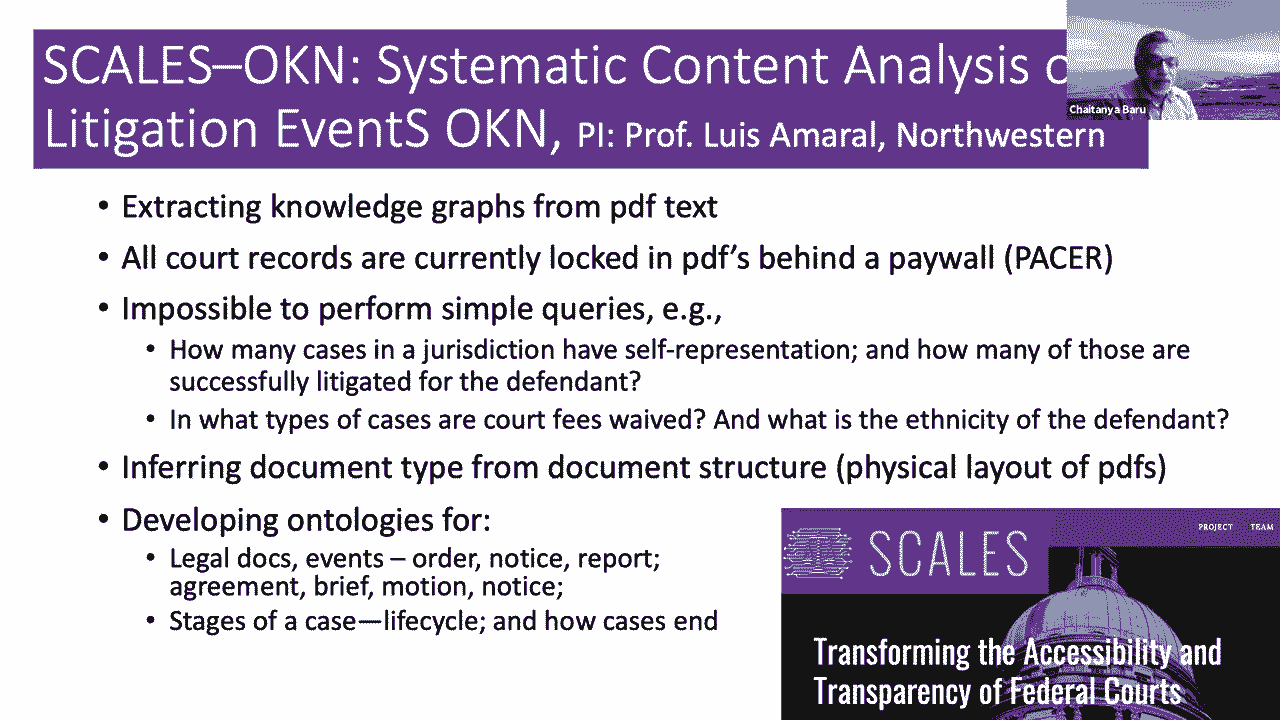 SCALES–OKN: Systematic Content Analysis
Litigation EventS OKN, PI: Prof. Luis Amaral, Northwestern
Chaitanya Baru
• Extracting knowledge graphs from pdf text
• All court records are currently locked in pdf’s behind a paywall (PACER)
• Impossible to perform simple queries, e.g.,
• How many cases in a jurisdiction have self-representation; and how many of those are
successfully litigated for the defendant?
• In what types of cases are court fees waived? And what is the ethnicity of the defendant?
• Inferring document type from document structure (physical layout of pdfs)
• Developing ontologies for:
• Legal docs, events – order, notice, report;
agreement, brief, motion, notice;
• Stages of a case—lifecycle; and how cases end
PROJECT TEAM
SCALES
Transforming the Accessibility and
Transparency of Federal Courts